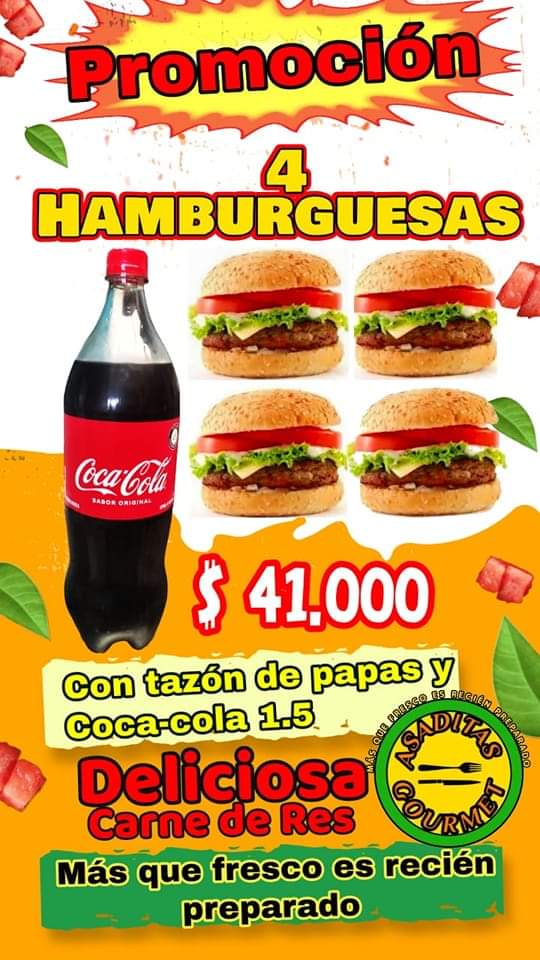 Promoción
4
HAMBURGUESAS
Coca-Cola
SABOR ORIGINAL
$ 41.000
Con tazón de papas y
Coca-cola 1.5
MÁS QUE FRESCO ES RECIÉN PREPARADO
ASADITAS
GOURMET
Deliciosa
Carne de Res
Más que fresco es recién
preparado